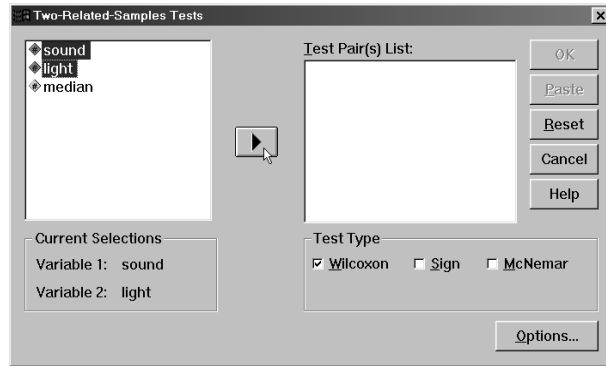 Two-Related-Samples Tests
sound
light
median
Test Pair(s) List:
OK
Paste
Reset
Cancel
Help
Current Selections
Variable 1: sound
Variable 2: light
Test Type
Wilcoxon Sign McNemar
Options...